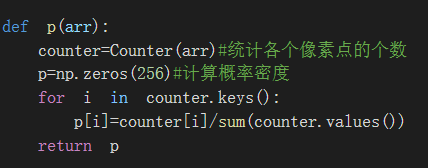 def p(arr):
    counter=Counter(arr)#统计各个像素点的个数
    p=np.zeros(256)#计算概率密度
    for i in counter.keys():
        p[i]=counter[i]/sum(counter.values())
    return p